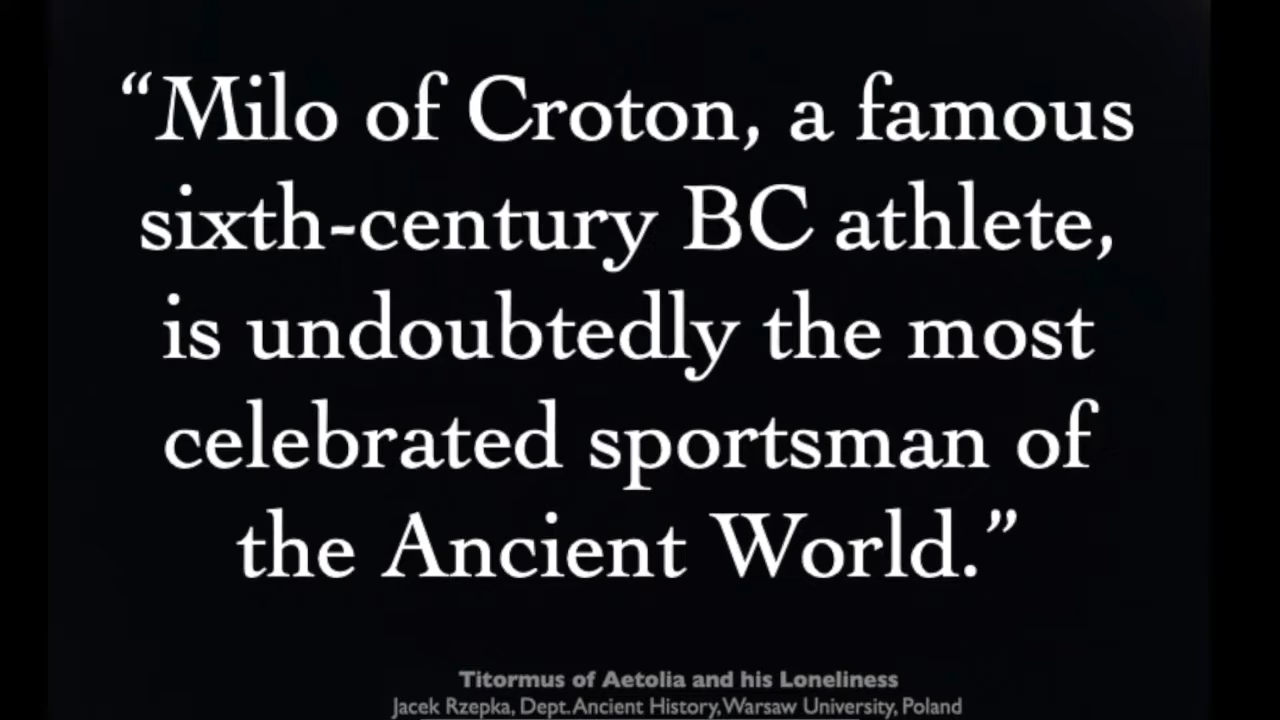 “Milo of Croton, a famous
sixth-century BC athlete,
is undoubtedly the most
celebrated sportsman of
the Ancient World.”
Titormus of Aetolia and his Loneliness
Jacek Rzepka, Dept. Ancient History, Warsaw University, Poland